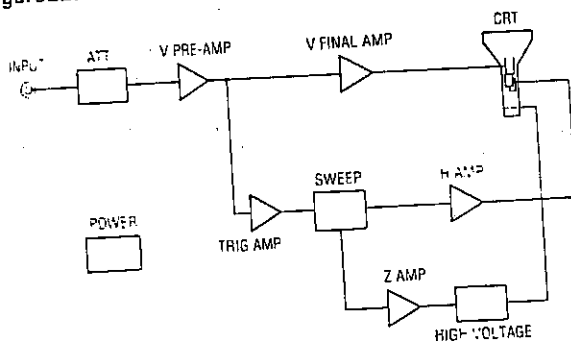 CRT
V PRE-AMP
V FINAL AMP
ATT
INPUT
SWEEP
H AMP
POWER
TRIG AMP
Z AMP
HIGH VOLTAGE